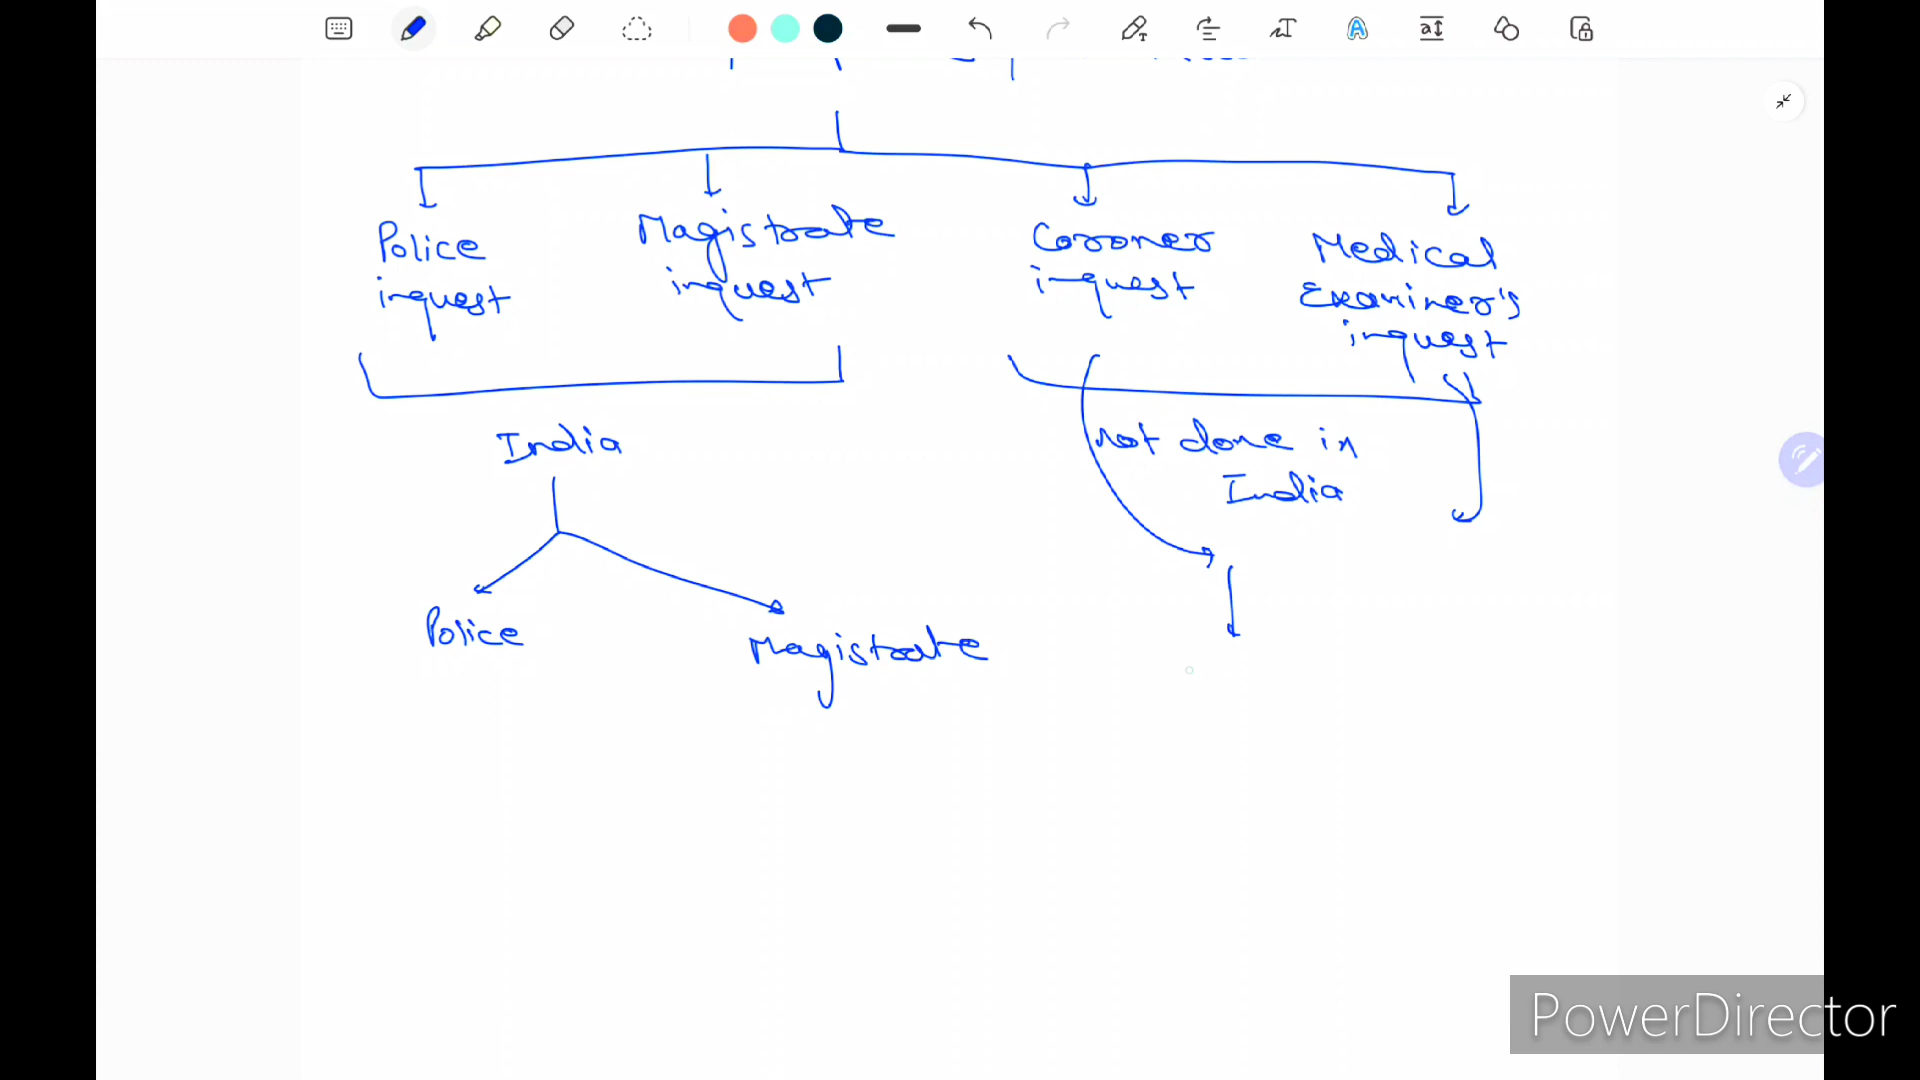 Police
inquest
Magistrate
inquest
Coroner
inquest
Medical
Examiner's
inquest
India
not done in
India
Police
Magistrate
PowerDirector